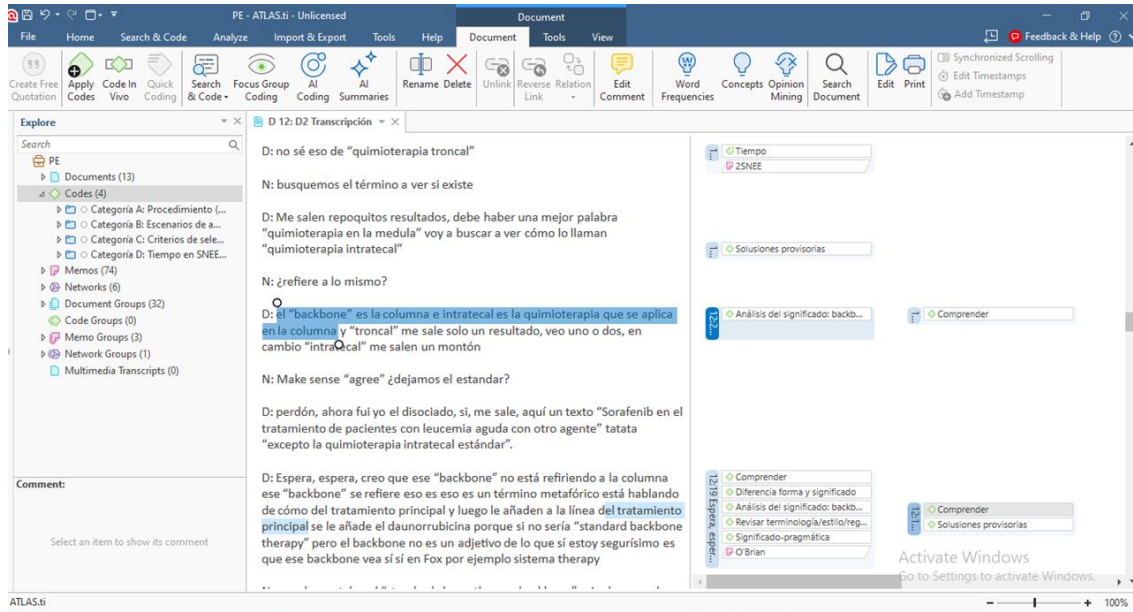 PE - ATLAS.ti - Unlicensed
Document
File Home Search & Code Analyze Import & Export Tools Help Document Tools View
Feedback & Help
Create Free Quotation
Apply Codes
Code In Vivo
Quick Coding
Search & Code
Focus Group Coding
AI Coding
AI Summaries
Rename
Delete
Unlink
Reverse Link
Relation
Edit Comment
Word Frequencies
Concepts
Opinion Mining
Search Document
Edit
Print
Synchronized Scrolling
Edit Timestamps
Add Timestamp
Explore
Search
PE
Documents (13)
Codes (4)
Categoría A: Procedimiento (...
Categoría B: Escenarios de a...
Categoría C: Criterios de sele...
Categoría D: Tiempo en SNEE...
Memos (74)
Networks (6)
Document Groups (32)
Code Groups (0)
Memo Groups (3)
Network Groups (1)
Multimedia Transcripts (0)
Comment:
Select an item to show its comment
D 12: D2 Transcripción
D: no sé eso de “quimioterapia troncal”
N: busquemos el término a ver si existe
D: Me salen repoquitos resultados, debe haber una mejor palabra
“quimioterapia en la medula” voy a buscar a ver cómo lo llaman
“quimioterapia intratecal”
N: ¿refiere a lo mismo?
D: el “backbone” es la columna e intratecal es la quimioterapia que se aplica
en la columna y “troncal” me sale solo un resultado, veo uno o dos, en
cambio “intratecal” me salen un montón
N: Make sense “agree” ¿dejamos el estandar?
D: perdón, ahora fui yo el disociado, si, me sale, aquí un texto “Sorafenib en el
tratamiento de pacientes con leucemia aguda con otro agente” tatata
“excepto la quimioterapia intratecal estándar”.
D: Espera, espera, creo que ese “backbone” no está refiriendo a la columna
ese “backbone” se refiere eso es eso es un término metafórico está hablando
de cómo del tratamiento principal y luego le añaden a la línea del tratamiento
principal se le añade el daunorrubicina porque si no sería “standard backbone
therapy” pero el backbone no es un adjetivo de lo que sí estoy segurísimo es
que ese backbone vea sí sí en Fox por ejemplo sistema therapy
Tiempo
2SNEE
Solusiones provisorias
12:2...
Análisis del significado: backb...
Comprender
12:19 Espera, esper...
Comprender
Diferencia forma y significado
Análisis del significado: backb...
Revisar terminología/estilo/reg...
Significado-pragmática
O'Brian
12:1...
Comprender
Soluciones provisorias
Activate Windows
Go to Settings to activate Windows.
ATLAS.ti
100%